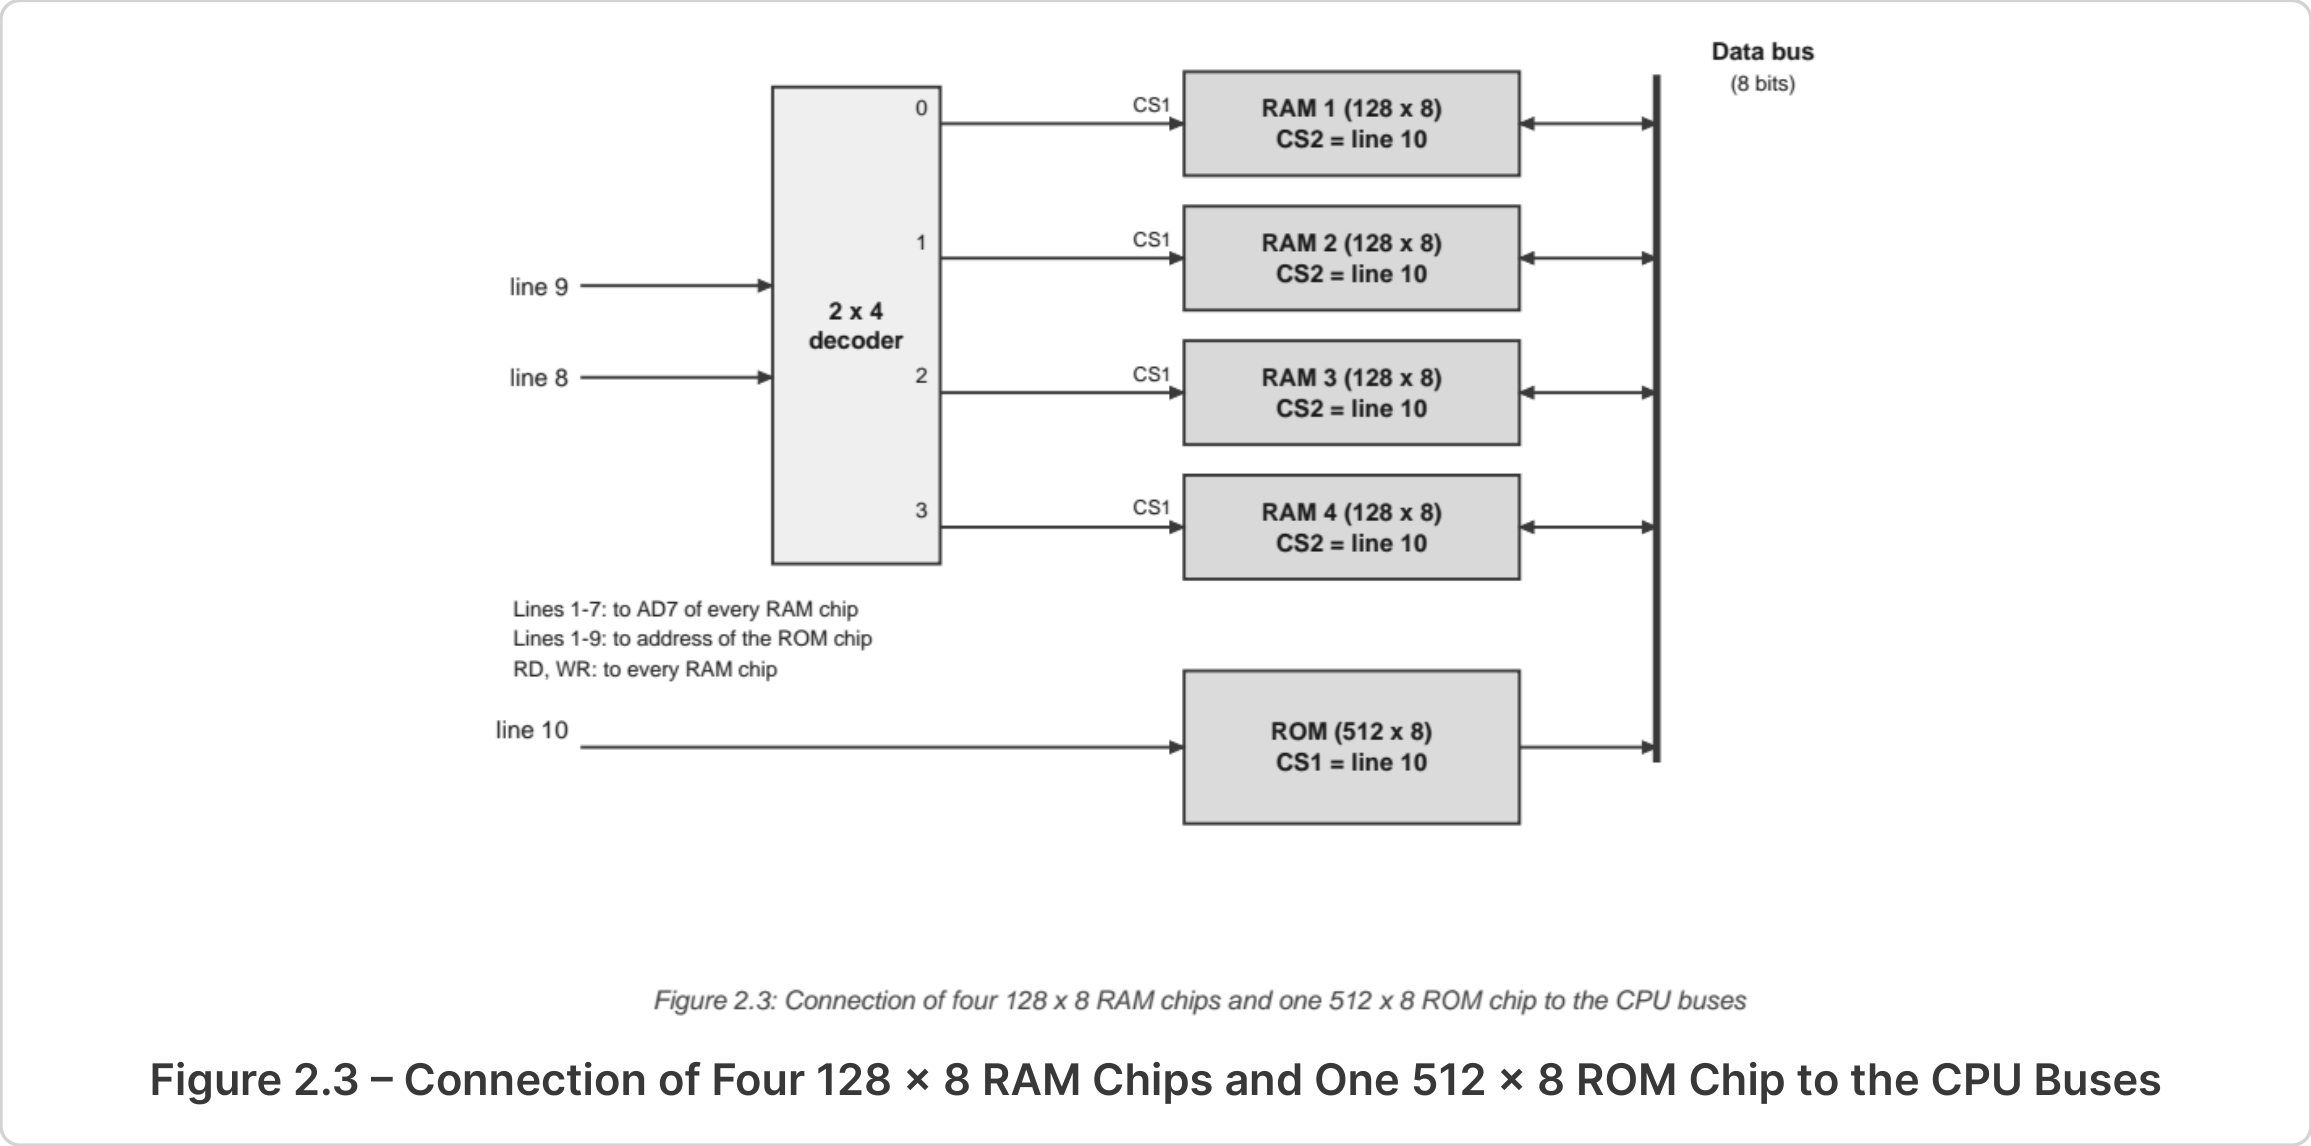 Data bus
(8 bits)
0
CS1
RAM 1 (128 x 8)
CS2 = line 10
1
CS1
RAM 2 (128 x 8)
CS2 = line 10
line 9
2 x 4
decoder
line 8
2
CS1
RAM 3 (128 x 8)
CS2 = line 10
3
CS1
RAM 4 (128 x 8)
CS2 = line 10
Lines 1-7: to AD7 of every RAM chip
Lines 1-9: to address of the ROM chip
RD, WR: to every RAM chip
line 10
ROM (512 x 8)
CS1 = line 10
Figure 2.3: Connection of four 128 x 8 RAM chips and one 512 x 8 ROM chip to the CPU buses
Figure 2.3 – Connection of Four 128 × 8 RAM Chips and One 512 × 8 ROM Chip to the CPU Buses